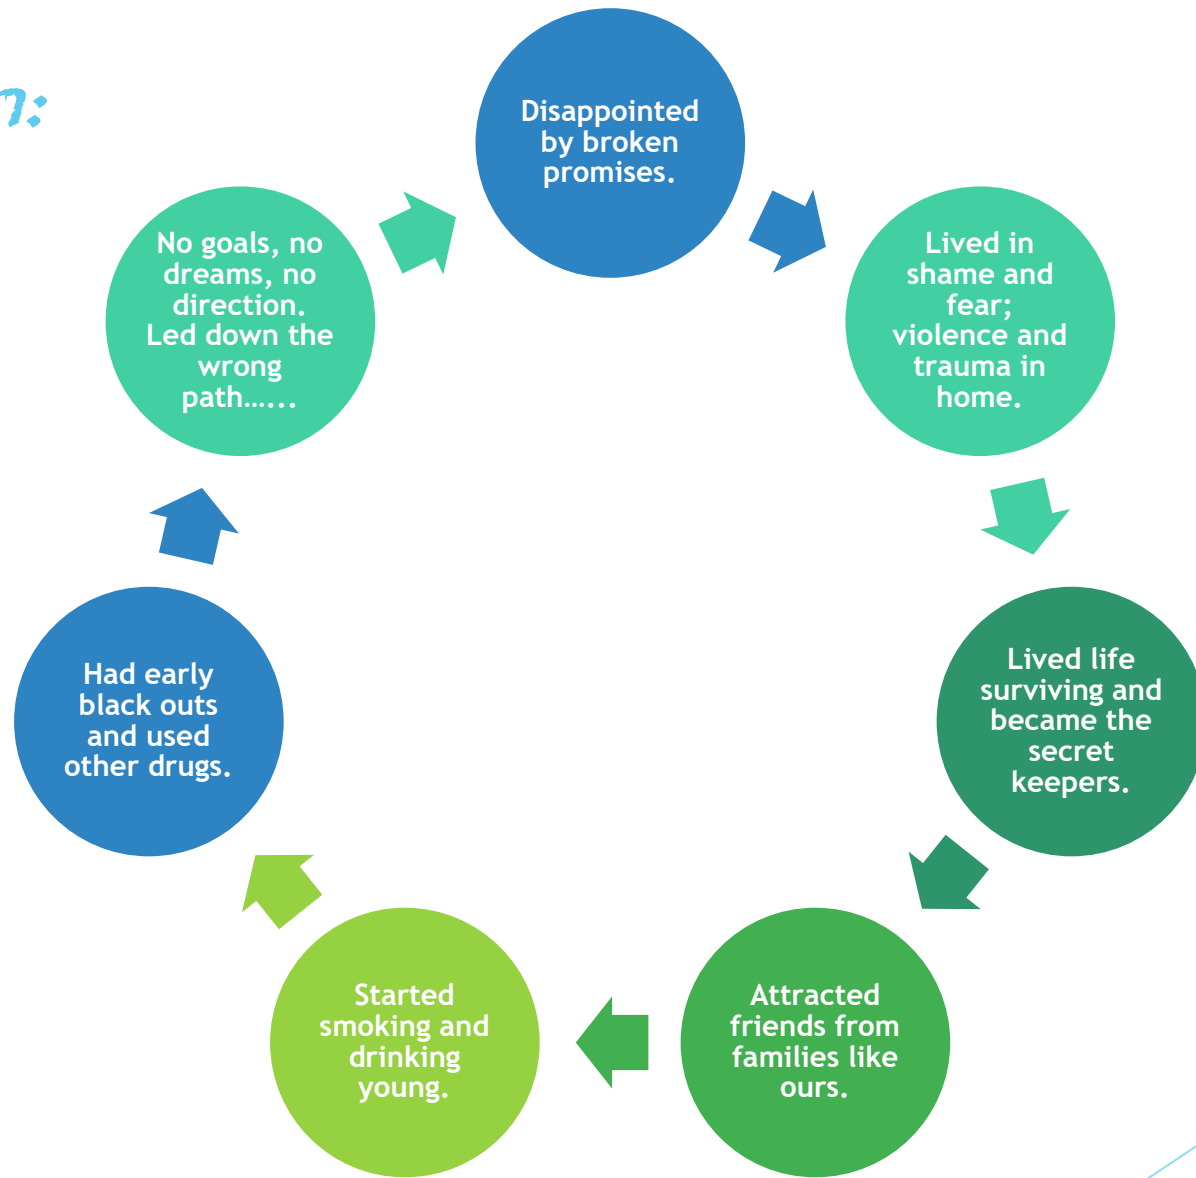 Disappointed
by broken
promises.
Lived in
shame and
fear;
violence and
trauma in
home.
Lived life
surviving and
became the
secret
keepers.
Attracted
friends from
families like
ours.
Started
smoking and
drinking
young.
Had early
black outs
and used
other drugs.
No goals, no
dreams, no
direction.
Led down the
wrong
path…...